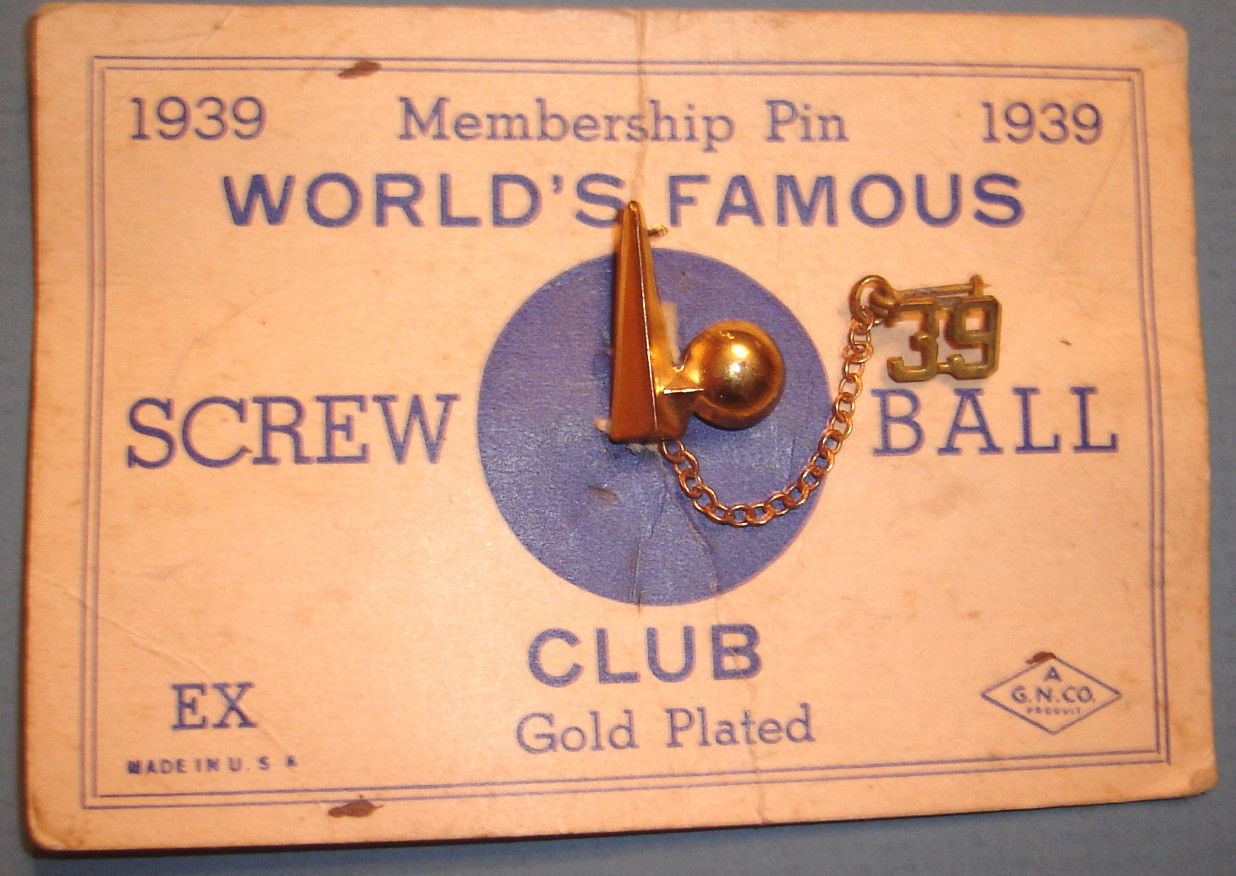 1939 Membership Pin 1939
WORLD'S FAMOUS
39
SCREW BALL
CLUB
EX
Gold Plated
MADE IN U. S A
A
G.N.CO.
PRODUCT